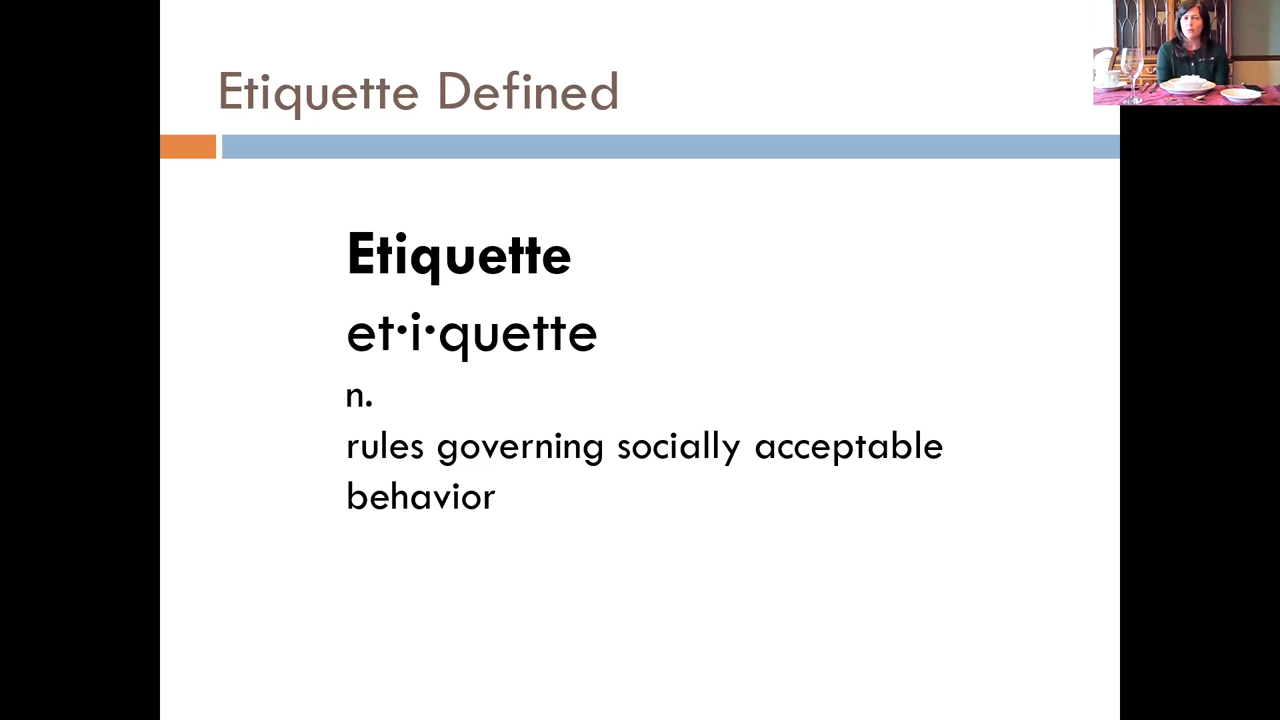 Etiquette Defined
Etiquette
et·i·quette
n.
rules governing socially acceptable
behavior